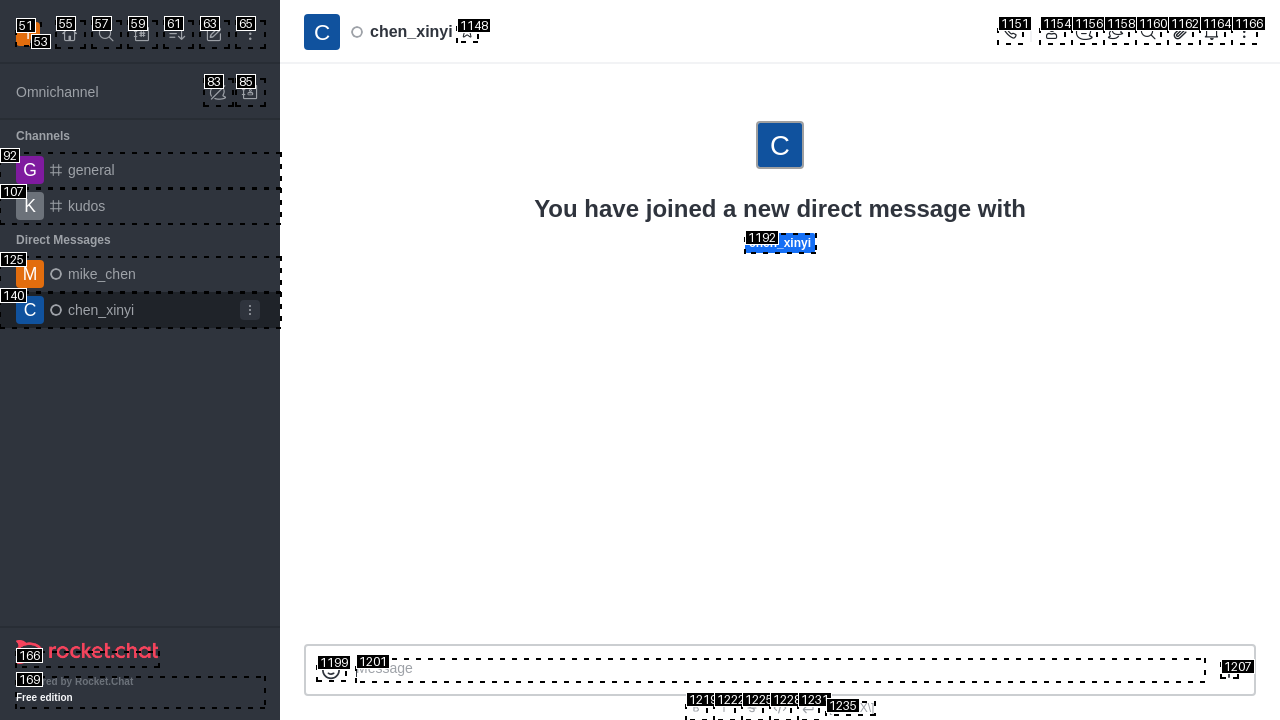 51
53
55
57
59
61
63
65
C
chen_xinyi
1148
1151
1154
1156
1158
1160
1162
1164
1166
Omnichannel
83
85
Channels
92
G
general
107
K
kudos
Direct Messages
125
M
mike_chen
140
C
chen_xinyi
C
You have joined a new direct message with
1192
_xinyi
166
rocket.chat
169
ed by Rocket.Chat
Free edition
1199
1201
Message
1207
1219
1222
1225
1228
1231
1235